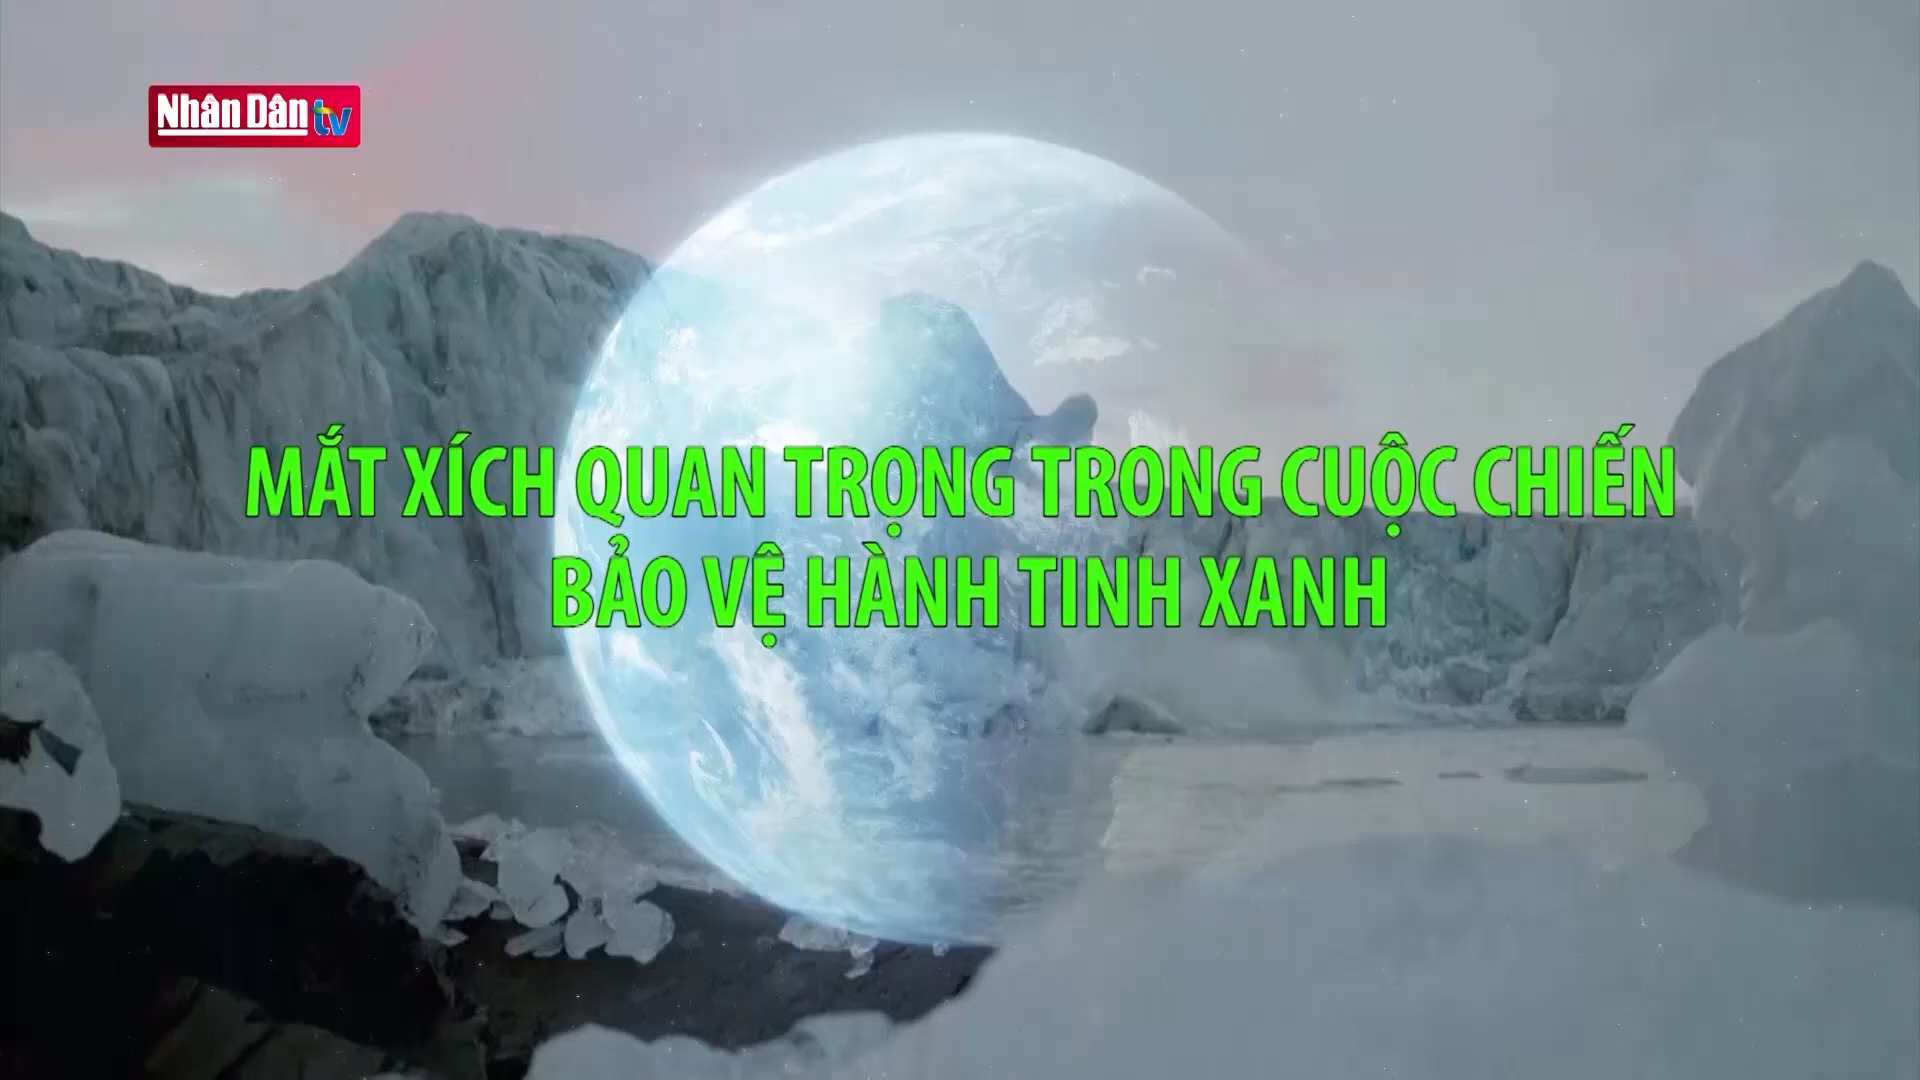 Nhân Dân tv
MẮT XÍCH QUAN TRỌNG TRONG CUỘC CHIẾN
BẢO VỆ HÀNH TINH XANH